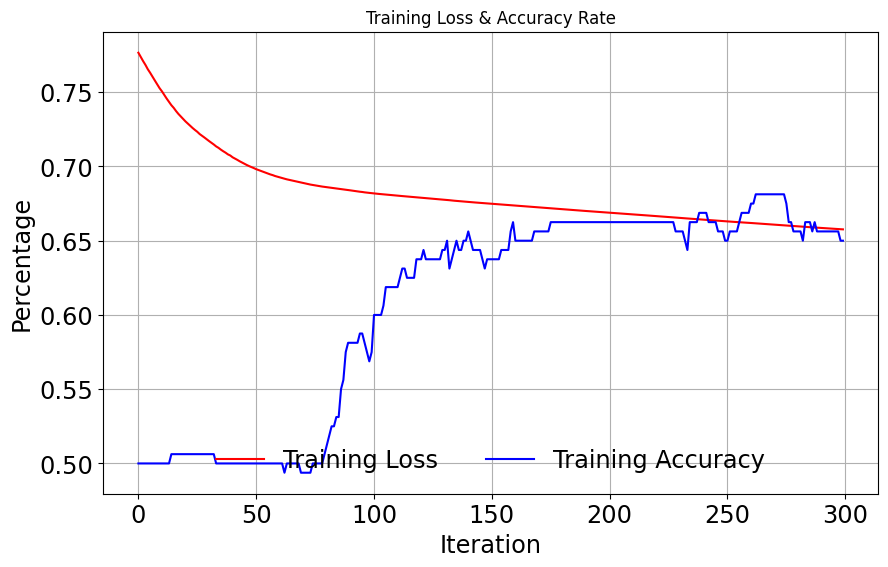 Training Loss & Accuracy Rate
Percentage
0.75
0.70
0.65
0.60
0.55
0.50
Training Loss Training Accuracy
0 50 100 150 200 250 300
Iteration